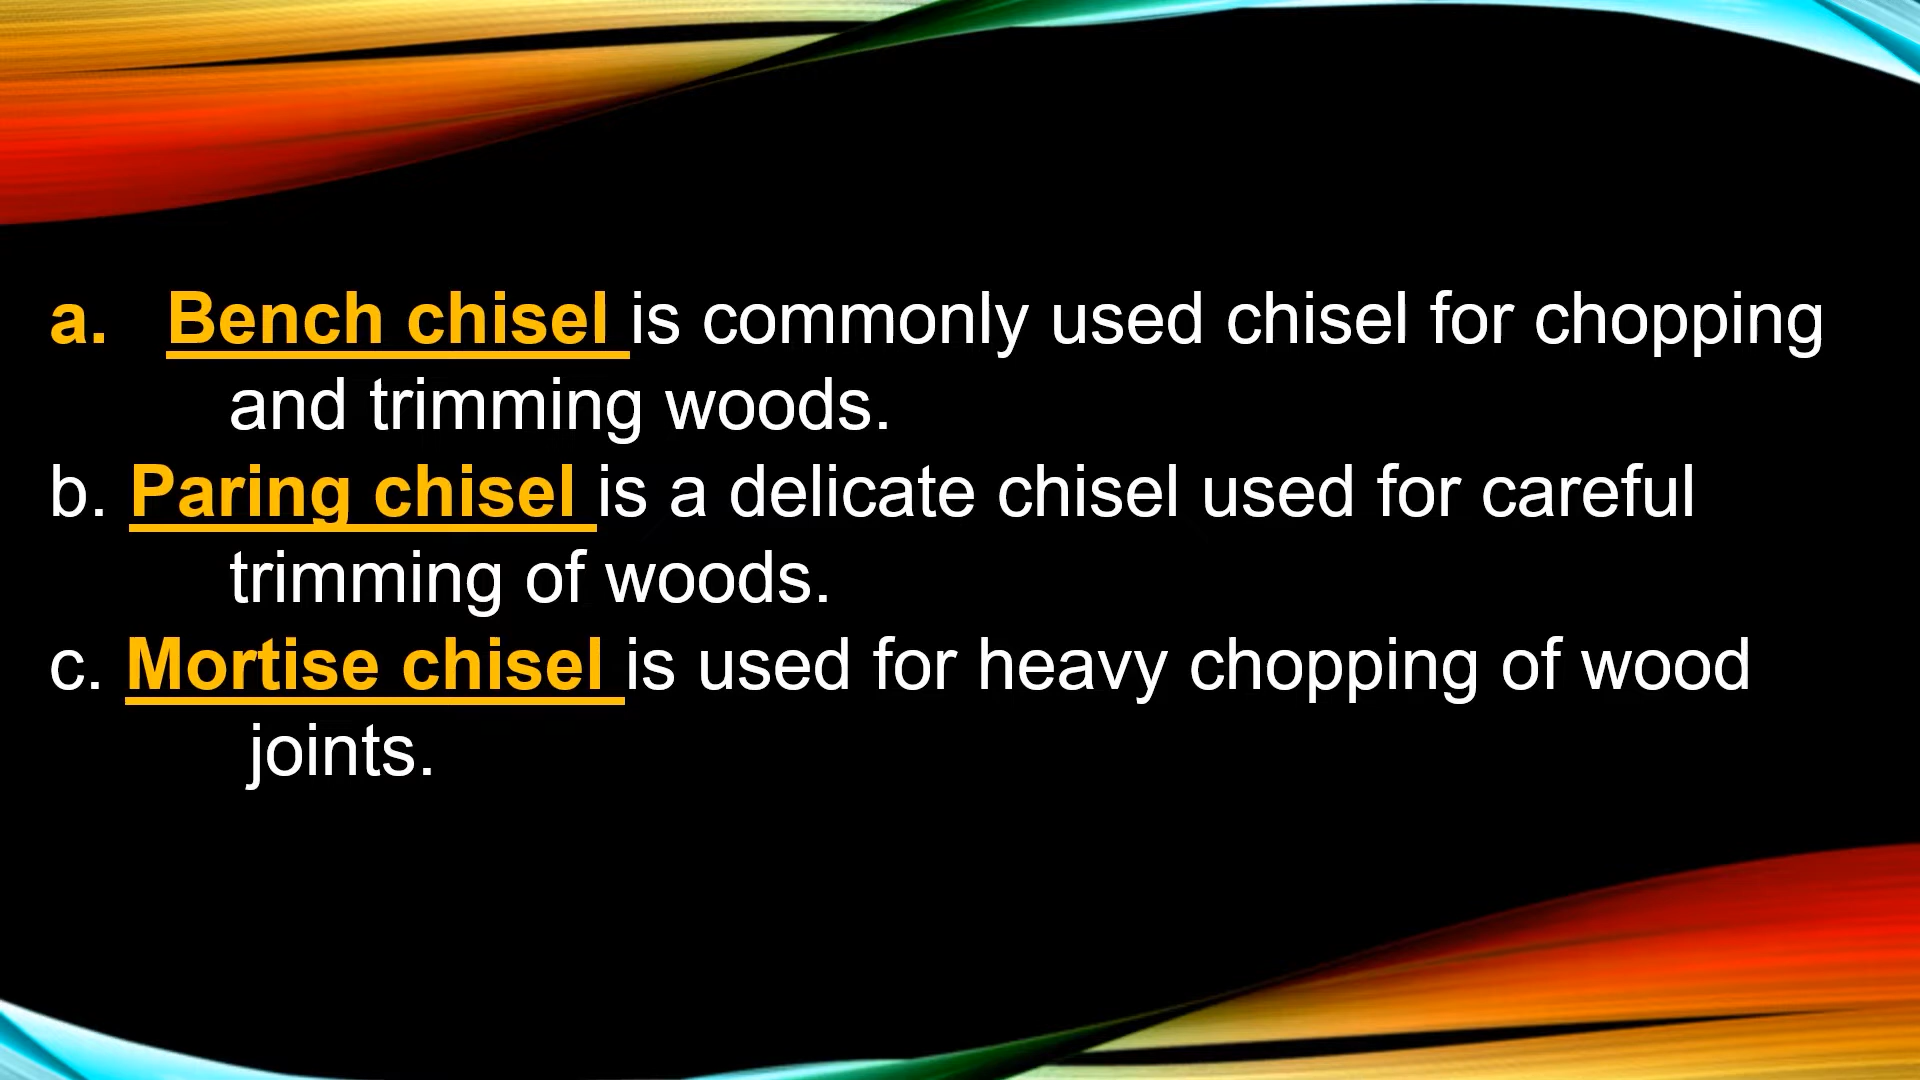 a. Bench chisel is commonly used chisel for chopping
and trimming woods.
b. Paring chisel is a delicate chisel used for careful
trimming of woods.
c. Mortise chisel is used for heavy chopping of wood
joints.